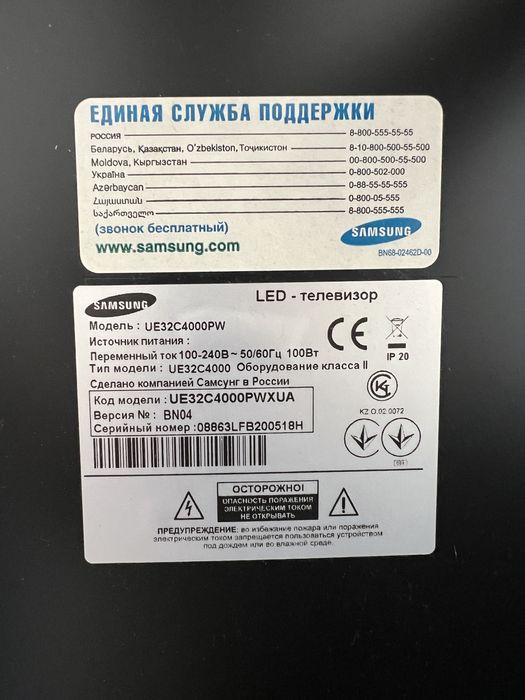 ЕДИНАЯ СЛУЖБА ПОДДЕРЖКИ
РОССИЯ 8-800-555-55-55
Беларусь, Қазақстан, O'zbekiston, Тоҷикистон 8-10-800-500-55-500
Moldova, Кыргызстан 00-800-500-55-500
Україна 0-800-502-000
Azərbaycan 0-88-55-55-555
Հայաստան 0-800-05-555
საქართველო 8-800-555-555
(звонок бесплатный)
www.samsung.com
SAMSUNG
BN68-02462D-00
SAMSUNG
LED - телевизор
Модель : UE32C4000PW
Источник питания :
Переменный ток 100-240В ~ 50/60Гц 100Вт
Тип модели : UE32C4000 Оборудование класса II
Сделано компанией Самсунг в России
IP 20
Код модели : UE32C4000PWXUA
Версия № : BN04
Серийный номер :08863LFB200518H
KZ O.02 0072
ОСТОРОЖНО!
ОПАСНОСТЬ ПОРАЖЕНИЯ
ЭЛЕКТРИЧЕСКИМ ТОКОМ
НЕ ОТКРЫВАТЬ
ПРЕДУПРЕЖДЕНИЕ: во избежание пожара или поражения
электрическим током запрещается пользоваться устройством
под дождем или во влажной среде.